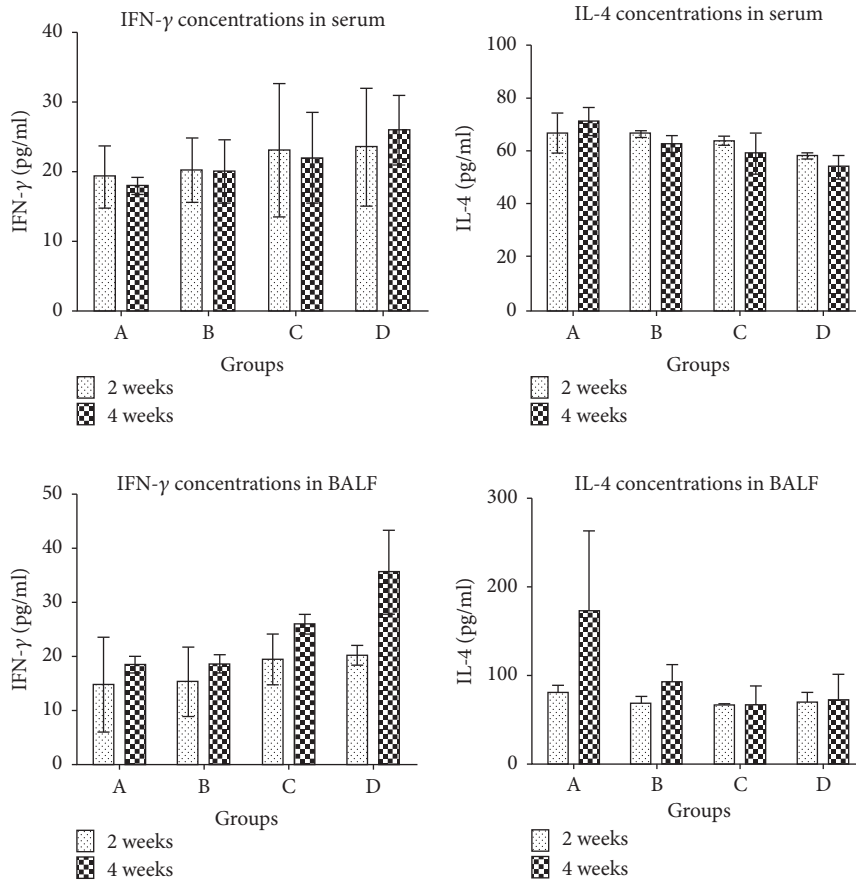 IFN-γ concentrations in serum
40
30
20
10
0
IFN-γ (pg/ml)
A B C D
Groups
2 weeks
4 weeks
IL-4 concentrations in serum
100
80
60
40
20
0
IL-4 (pg/ml)
A B C D
Groups
2 weeks
4 weeks
IFN-γ concentrations in BALF
50
40
30
20
10
0
IFN-γ (pg/ml)
A B C D
Groups
2 weeks
4 weeks
IL-4 concentrations in BALF
300
200
100
0
IL-4 (pg/ml)
A B C D
Groups
2 weeks
4 weeks